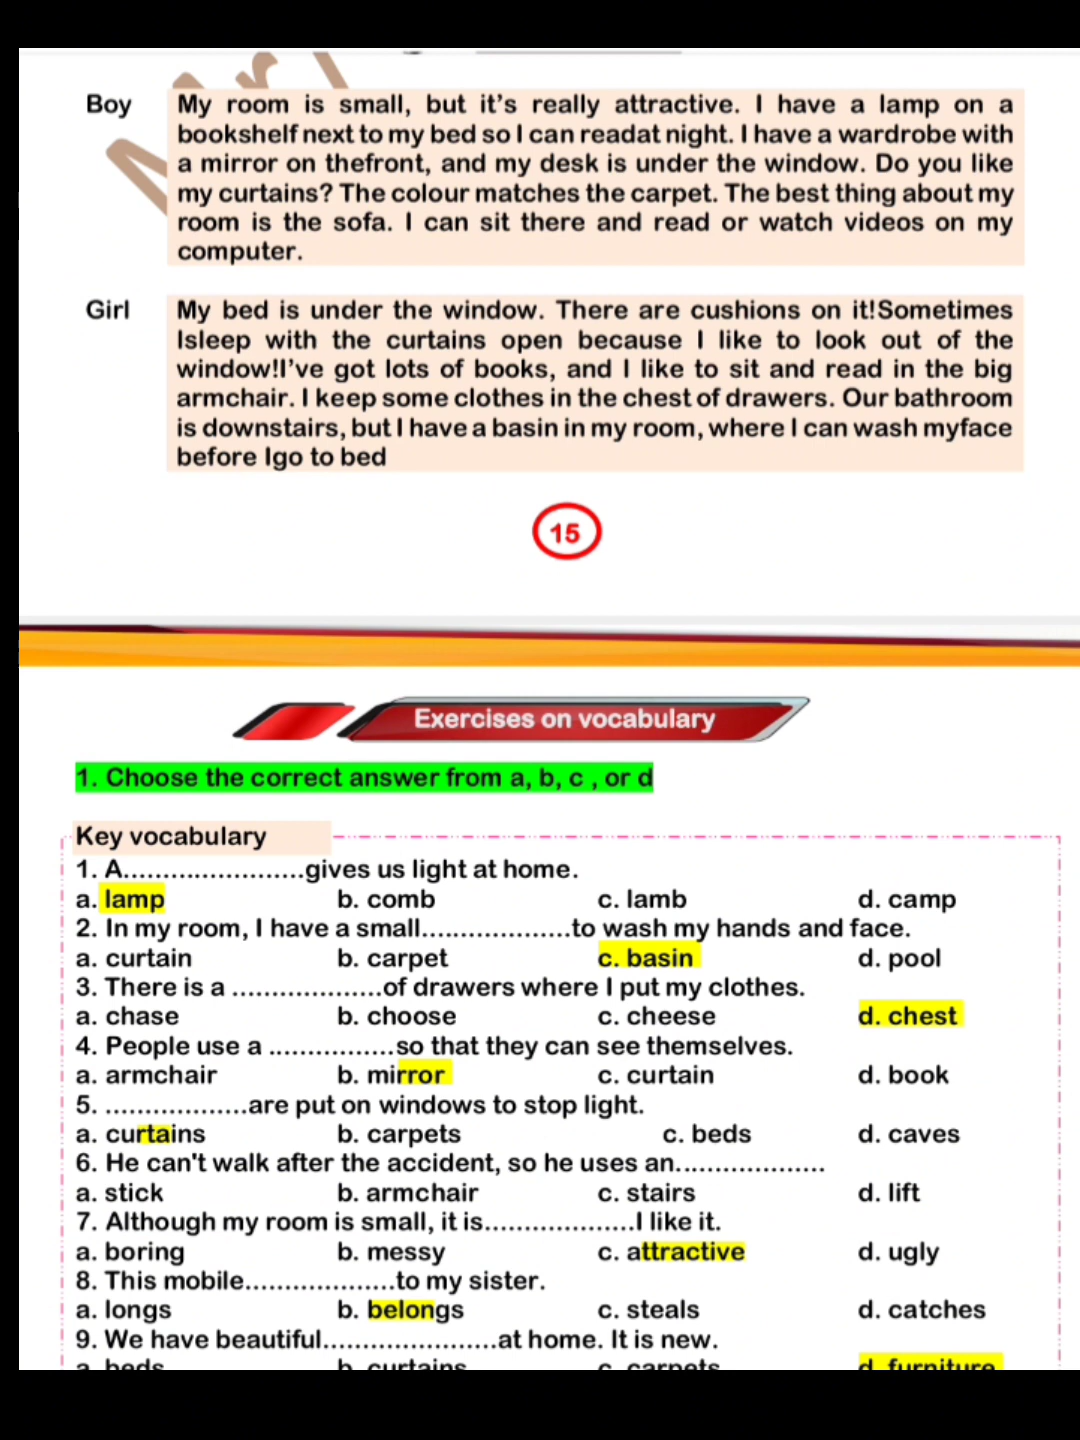 Boy
My room is small, but it's really attractive. I have a lamp on a
bookshelf next to my bed so I can readat night. I have a wardrobe with
a mirror on thefront, and my desk is under the window. Do you like
my curtains? The colour matches the carpet. The best thing about my
room is the sofa. I can sit there and read or watch videos on my
computer.
Girl
My bed is under the window. There are cushions on it!Sometimes
Isleep with the curtains open because I like to look out of the
window!I've got lots of books, and I like to sit and read in the big
armchair. I keep some clothes in the chest of drawers. Our bathroom
is downstairs, but I have a basin in my room, where I can wash myface
before Igo to bed
15
Exercises on vocabulary
1. Choose the correct answer from a, b, c , or d
Key vocabulary
1. A.......................gives us light at home.
a. lamp b. comb c. lamb d. camp
2. In my room, I have a small...................to wash my hands and face.
a. curtain b. carpet c. basin d. pool
3. There is a ...................of drawers where I put my clothes.
a. chase b. choose c. cheese d. chest
4. People use a ................so that they can see themselves.
a. armchair b. mirror c. curtain d. book
5. ..................are put on windows to stop light.
a. curtains b. carpets c. beds d. caves
6. He can't walk after the accident, so he uses an...................
a. stick b. armchair c. stairs d. lift
7. Although my room is small, it is...................I like it.
a. boring b. messy c. attractive d. ugly
8. This mobile...................to my sister.
a. longs b. belongs c. steals d. catches
9. We have beautiful......................at home. It is new.
a. beds b. curtains c. carpets d. furniture